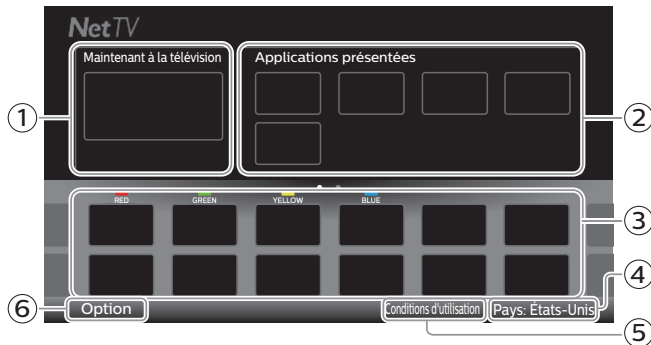 NetTV
Maintenant à la télévision
Applications présentées
①
②
RED GREEN YELLOW BLUE
③
④
⑥
Option
Conditions d'utilisation
Pays: États-Unis
⑤